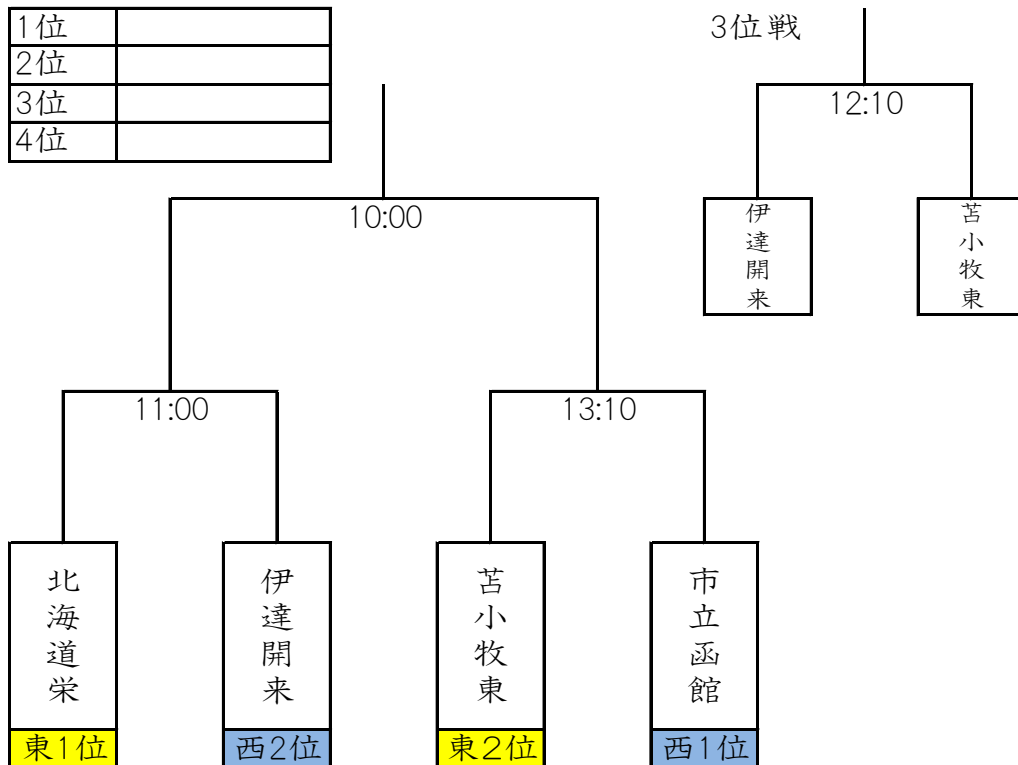 1位
2位
3位
4位
3位戦
12:10
伊達開来
苫小牧東
10:00
11:00
13:10
北海道栄
伊達開来
苫小牧東
市立函館
東1位
西2位
東2位
西1位